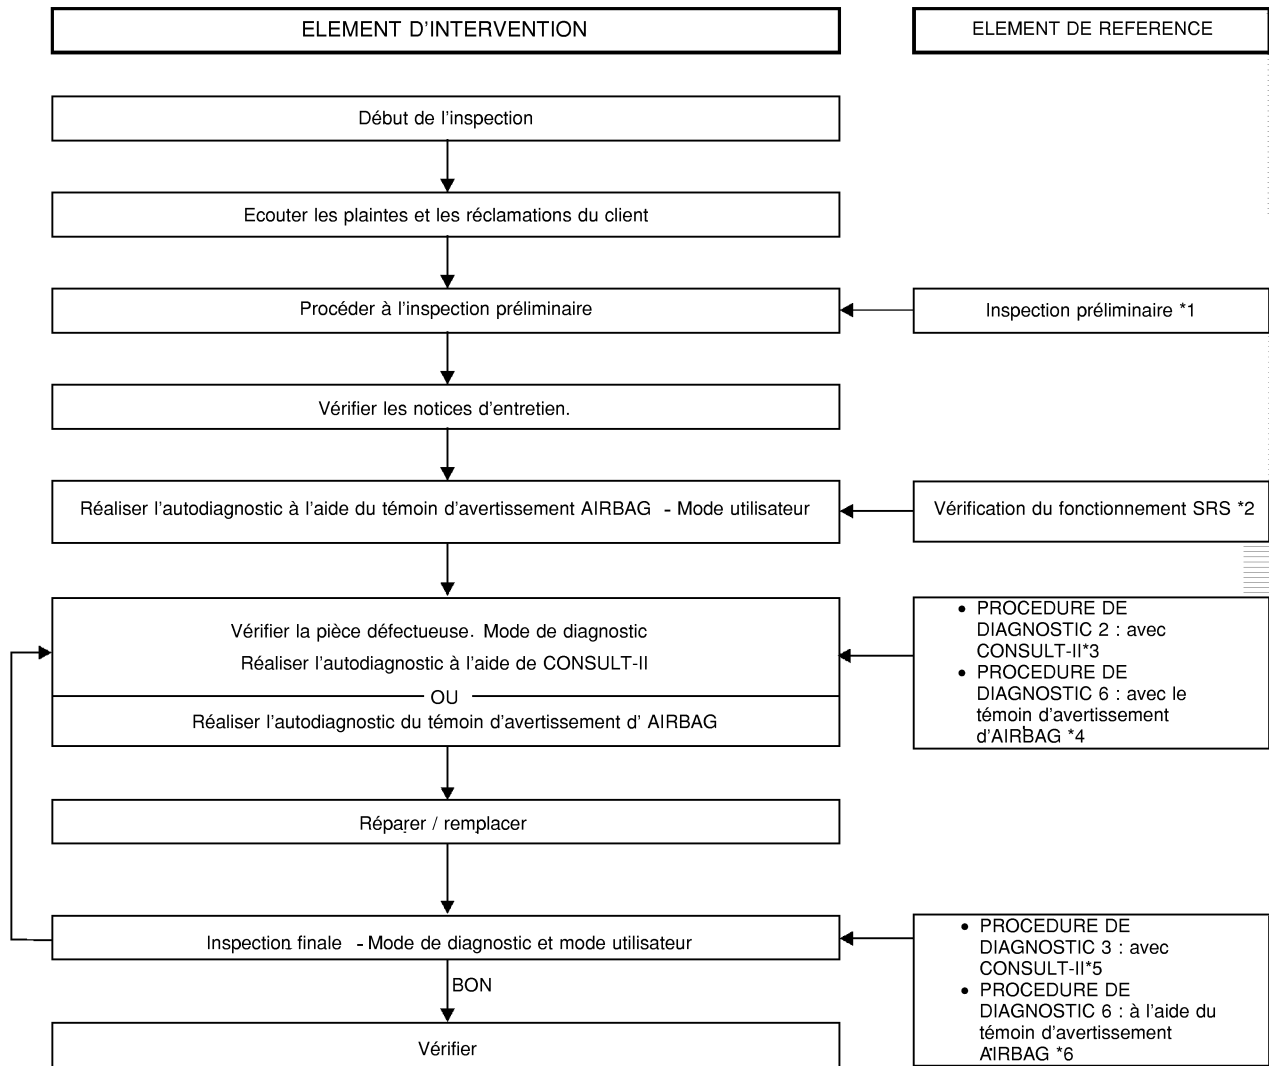 ELEMENT D'INTERVENTION
ELEMENT DE REFERENCE
Début de l'inspection
Ecouter les plaintes et les réclamations du client
Procéder à l'inspection préliminaire
Inspection préliminaire *1
Vérifier les notices d'entretien.
Réaliser l'autodiagnostic à l'aide du témoin d'avertissement AIRBAG - Mode utilisateur
Vérification du fonctionnement SRS *2
Vérifier la pièce défectueuse. Mode de diagnostic
Réaliser l'autodiagnostic à l'aide de CONSULT-II
OU
Réaliser l'autodiagnostic du témoin d'avertissement d' AIRBAG
• PROCEDURE DE
DIAGNOSTIC 2 : avec
CONSULT-II*3
• PROCEDURE DE
DIAGNOSTIC 6 : avec le
témoin d'avertissement
d'AIRBAG *4
Réparer / remplacer
Inspection finale - Mode de diagnostic et mode utilisateur
• PROCEDURE DE
DIAGNOSTIC 3 : avec
CONSULT-II*5
• PROCEDURE DE
DIAGNOSTIC 6 : à l'aide du
témoin d'avertissement
AIRBAG *6
BON
Vérifier